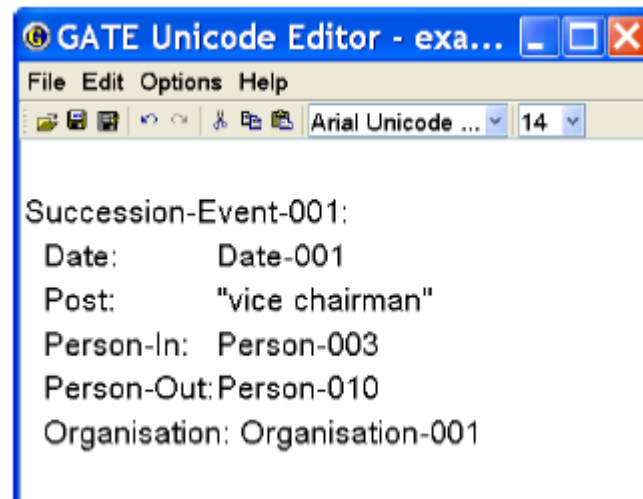 GATE Unicode Editor - exa...
File Edit Options Help
Arial Unicode ... 14
Succession-Event-001:
Date: Date-001
Post: "vice chairman"
Person-In: Person-003
Person-Out: Person-010
Organisation: Organisation-001